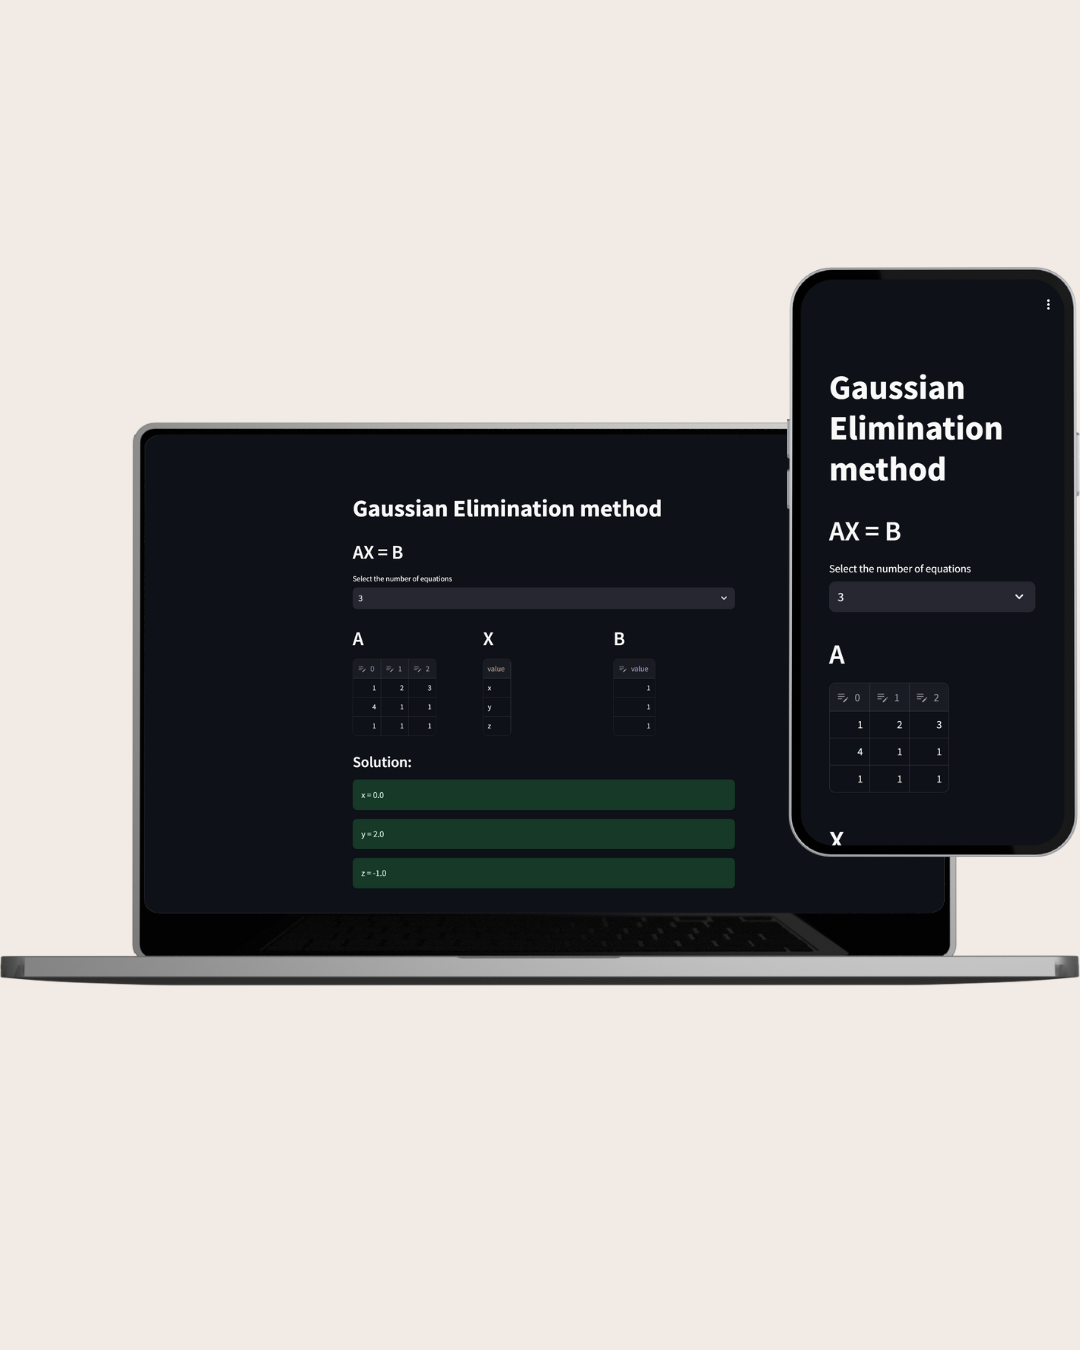 Gaussian Elimination method
AX = B
Select the number of equations
3
A X B
0 1 2 value value
1 2 3 x 1
4 1 1 y 1
1 1 1 z 1
Solution:
x = 0.0
y = 2.0
z = -1.0
Gaussian
Elimination
method
AX = B
Select the number of equations
3
A
0 1 2
1 2 3
4 1 1
1 1 1
X